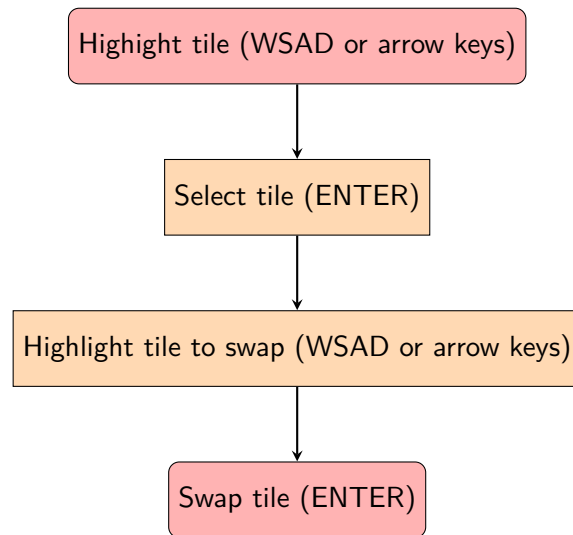 Highight tile (WSAD or arrow keys)
Select tile (ENTER)
Highlight tile to swap (WSAD or arrow keys)
Swap tile (ENTER)